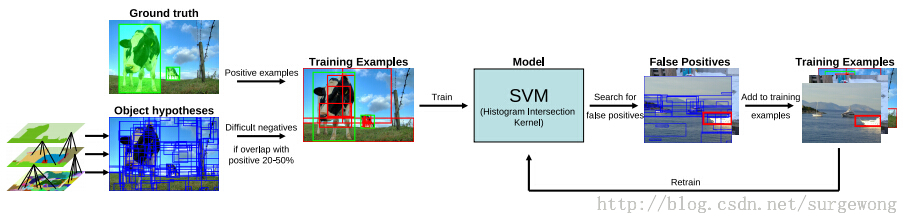 Ground truth
Positive examples
Object hypotheses
Difficult negatives
if overlap with
positive 20-50%
Training Examples
Train
Model
SVM
(Histogram Intersection
Kernel)
Search for
false positives
False Positives
Add to training
examples
Training Examples
Retrain
http://blog.csdn.net/surgewong